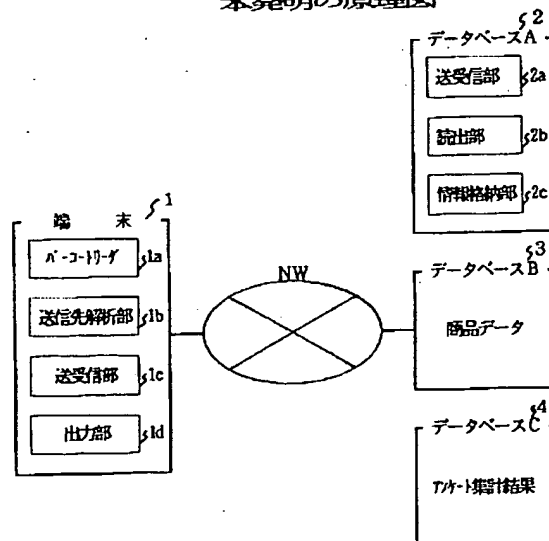 本発明の原理図
2
データベースA
送受信部 2a
読出部 2b
情報格納部 2c
端 末 1
バーコードリーダ 1a
送信先解析部 1b
送受信部 1c
出力部 1d
NW
3
データベースB
商品データ
4
データベースC
アンケート集計結果